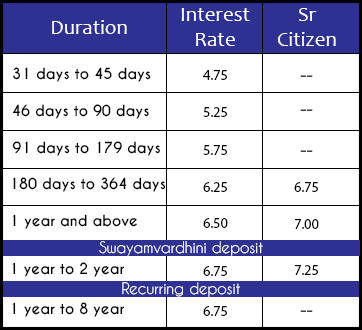 Duration Interest Rate Sr Citizen
31 days to 45 days 4.75 --
46 days to 90 days 5.25 --
91 days to 179 days 5.75 --
180 days to 364 days 6.25 6.75
1 year and above 6.50 7.00
Swayamvardhini deposit
1 year to 2 year 6.75 7.25
Recurring deposit
1 year to 8 year 6.75 --